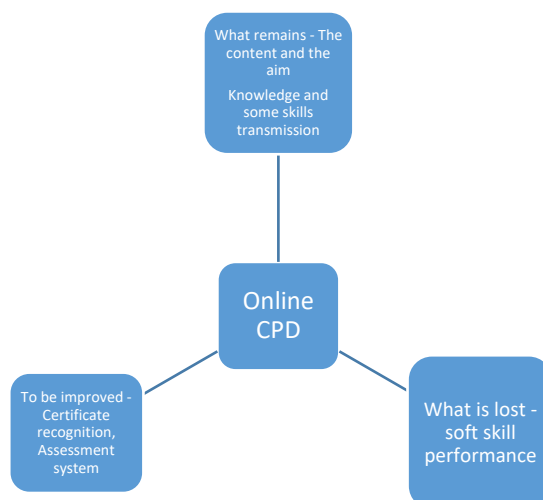 What remains - The
content and the
aim
Knowledge and
some skills
transmission
Online
CPD
To be improved -
Certificate
recognition,
Assessment
system
What is lost -
soft skill
performance